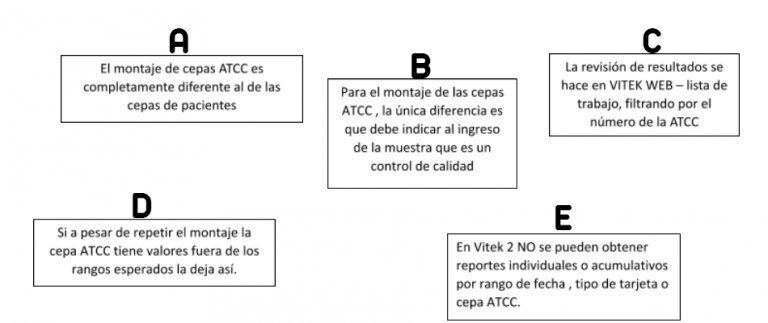 A
El montaje de cepas ATCC es
completamente diferente al de las
cepas de pacientes
B
Para el montaje de las cepas
ATCC , la única diferencia es
que debe indicar al ingreso
de la muestra que es un
control de calidad
C
La revisión de resultados se
hace en VITEK WEB – lista de
trabajo, filtrando por el
número de la ATCC
D
Si a pesar de repetir el montaje la
cepa ATCC tiene valores fuera de los
rangos esperados la deja así.
E
En Vitek 2 NO se pueden obtener
reportes individuales o acumulativos
por rango de fecha , tipo de tarjeta o
cepa ATCC.